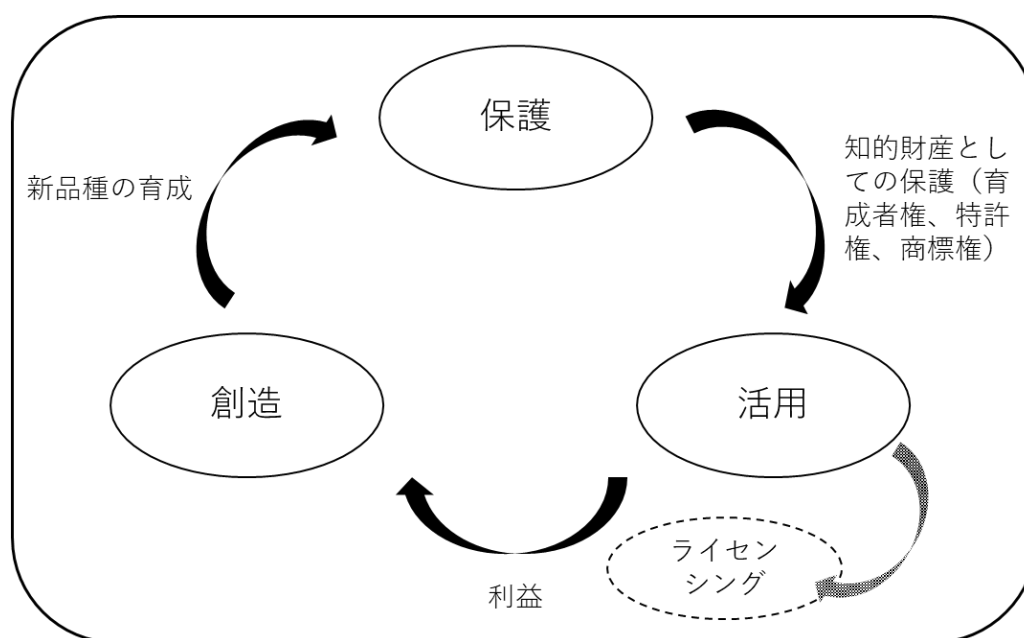 保護
知的財産とし
ての保護（育
成者権、特許
権、商標権）
新品種の育成
創造
活用
ライセン
シング
利益